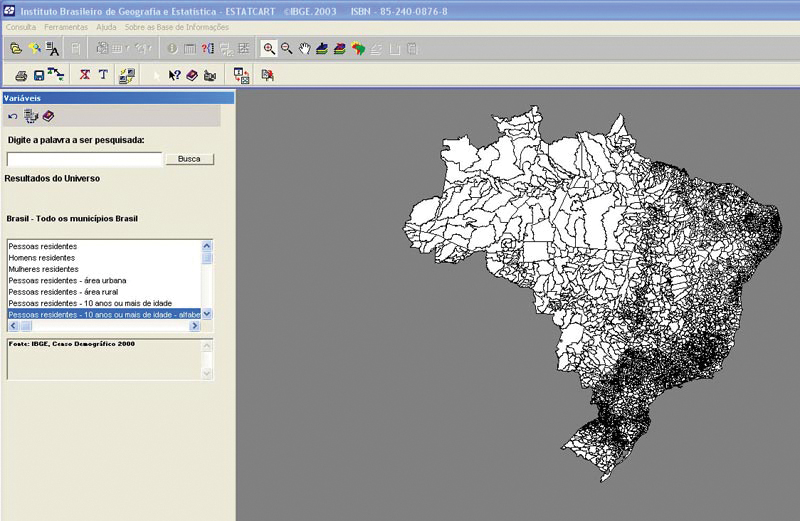 Instituto Brasileiro de Geografia e Estatística - ESTATCART ©IBGE.2003 ISBN - 85-240-0876-8
Consulta Ferramentas Ajuda Sobre as Base de Informações
Variáveis
Digite a palavra a ser pesquisada:
Busca
Resultados do Universo
Brasil - Todo os municípios Brasil
Pessoas residentes
Homens residentes
Mulheres residentes
Pessoas residentes - área urbana
Pessoas residentes - área rural
Pessoas residentes - 10 anos ou mais de idade
Pessoas residentes - 10 anos ou mais de idade - alfabe
Fonte: IBGE, Censo Demográfico 2000